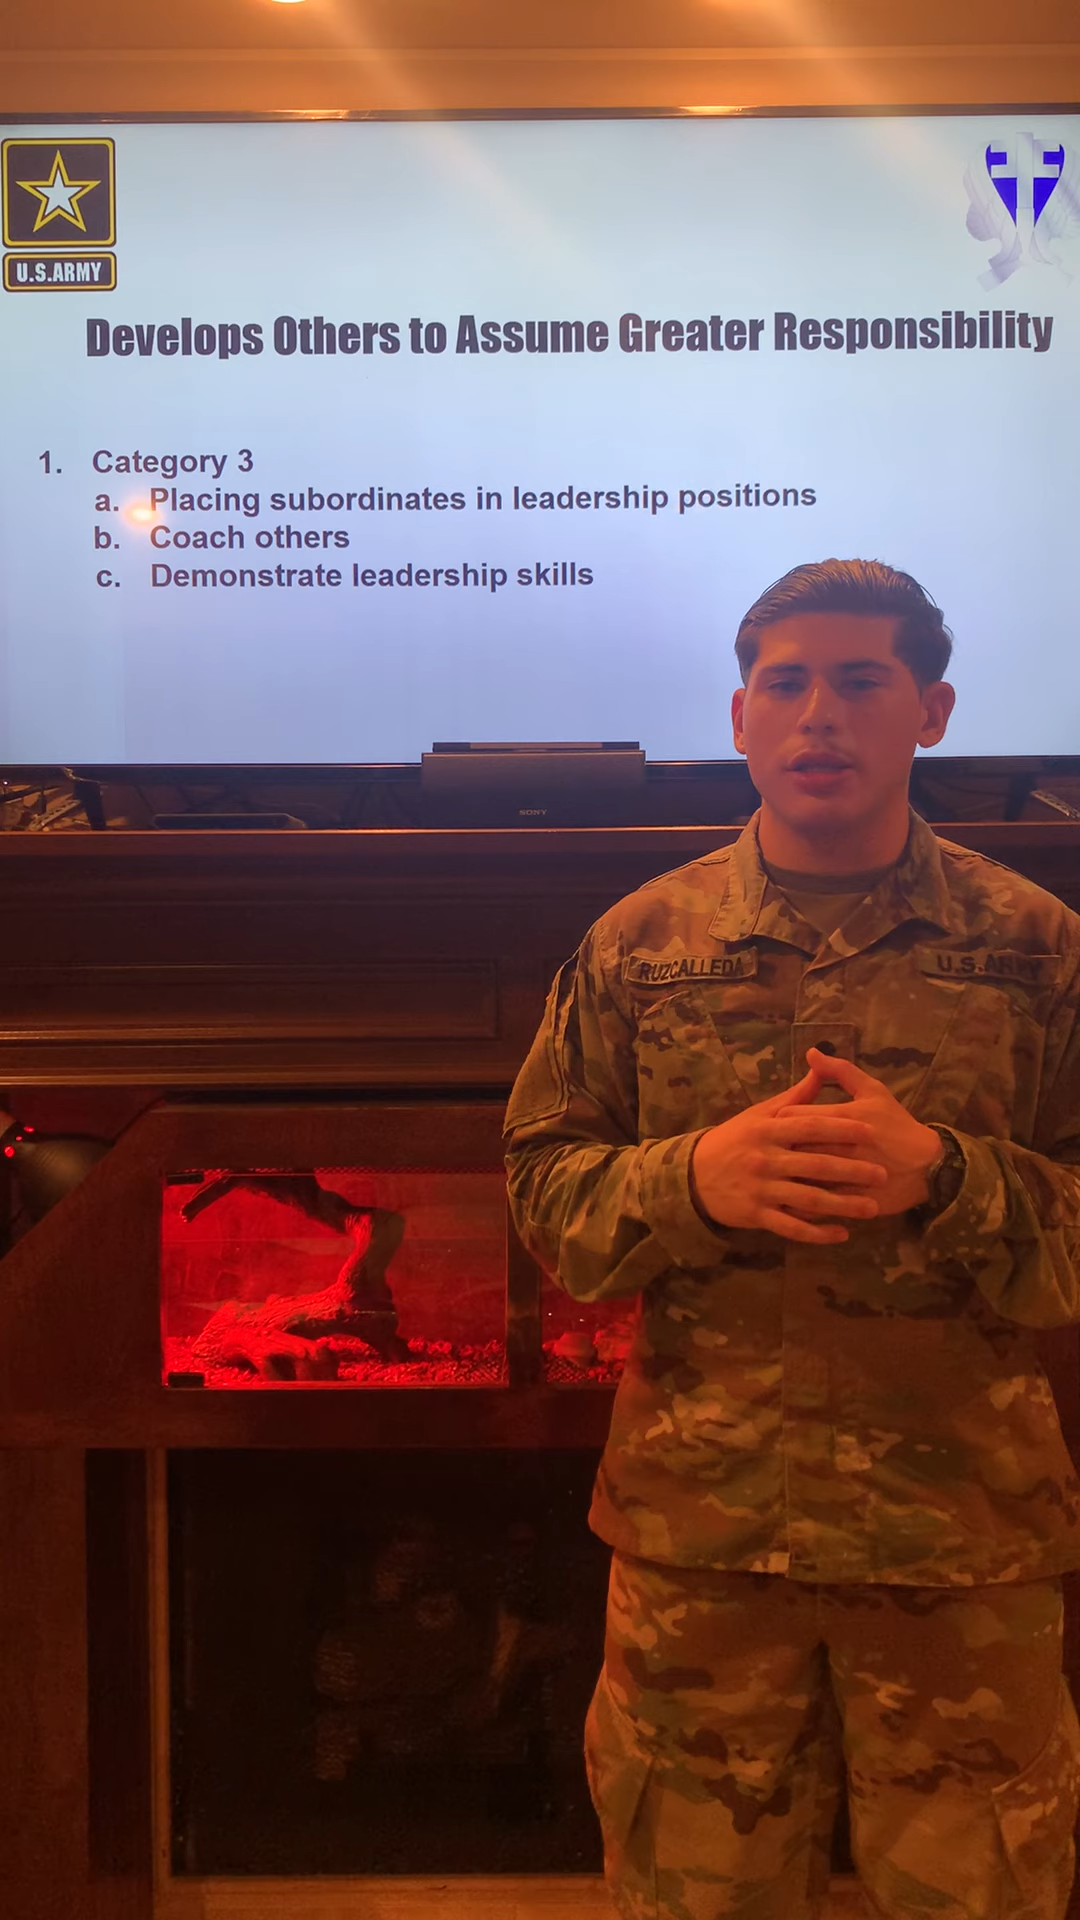 U.S.ARMY
Develops Others to Assume Greater Responsibility
1. Category 3
a. Placing subordinates in leadership positions
b. Coach others
c. Demonstrate leadership skills
SONY
RUZCALLEDA
U.S.ARMY